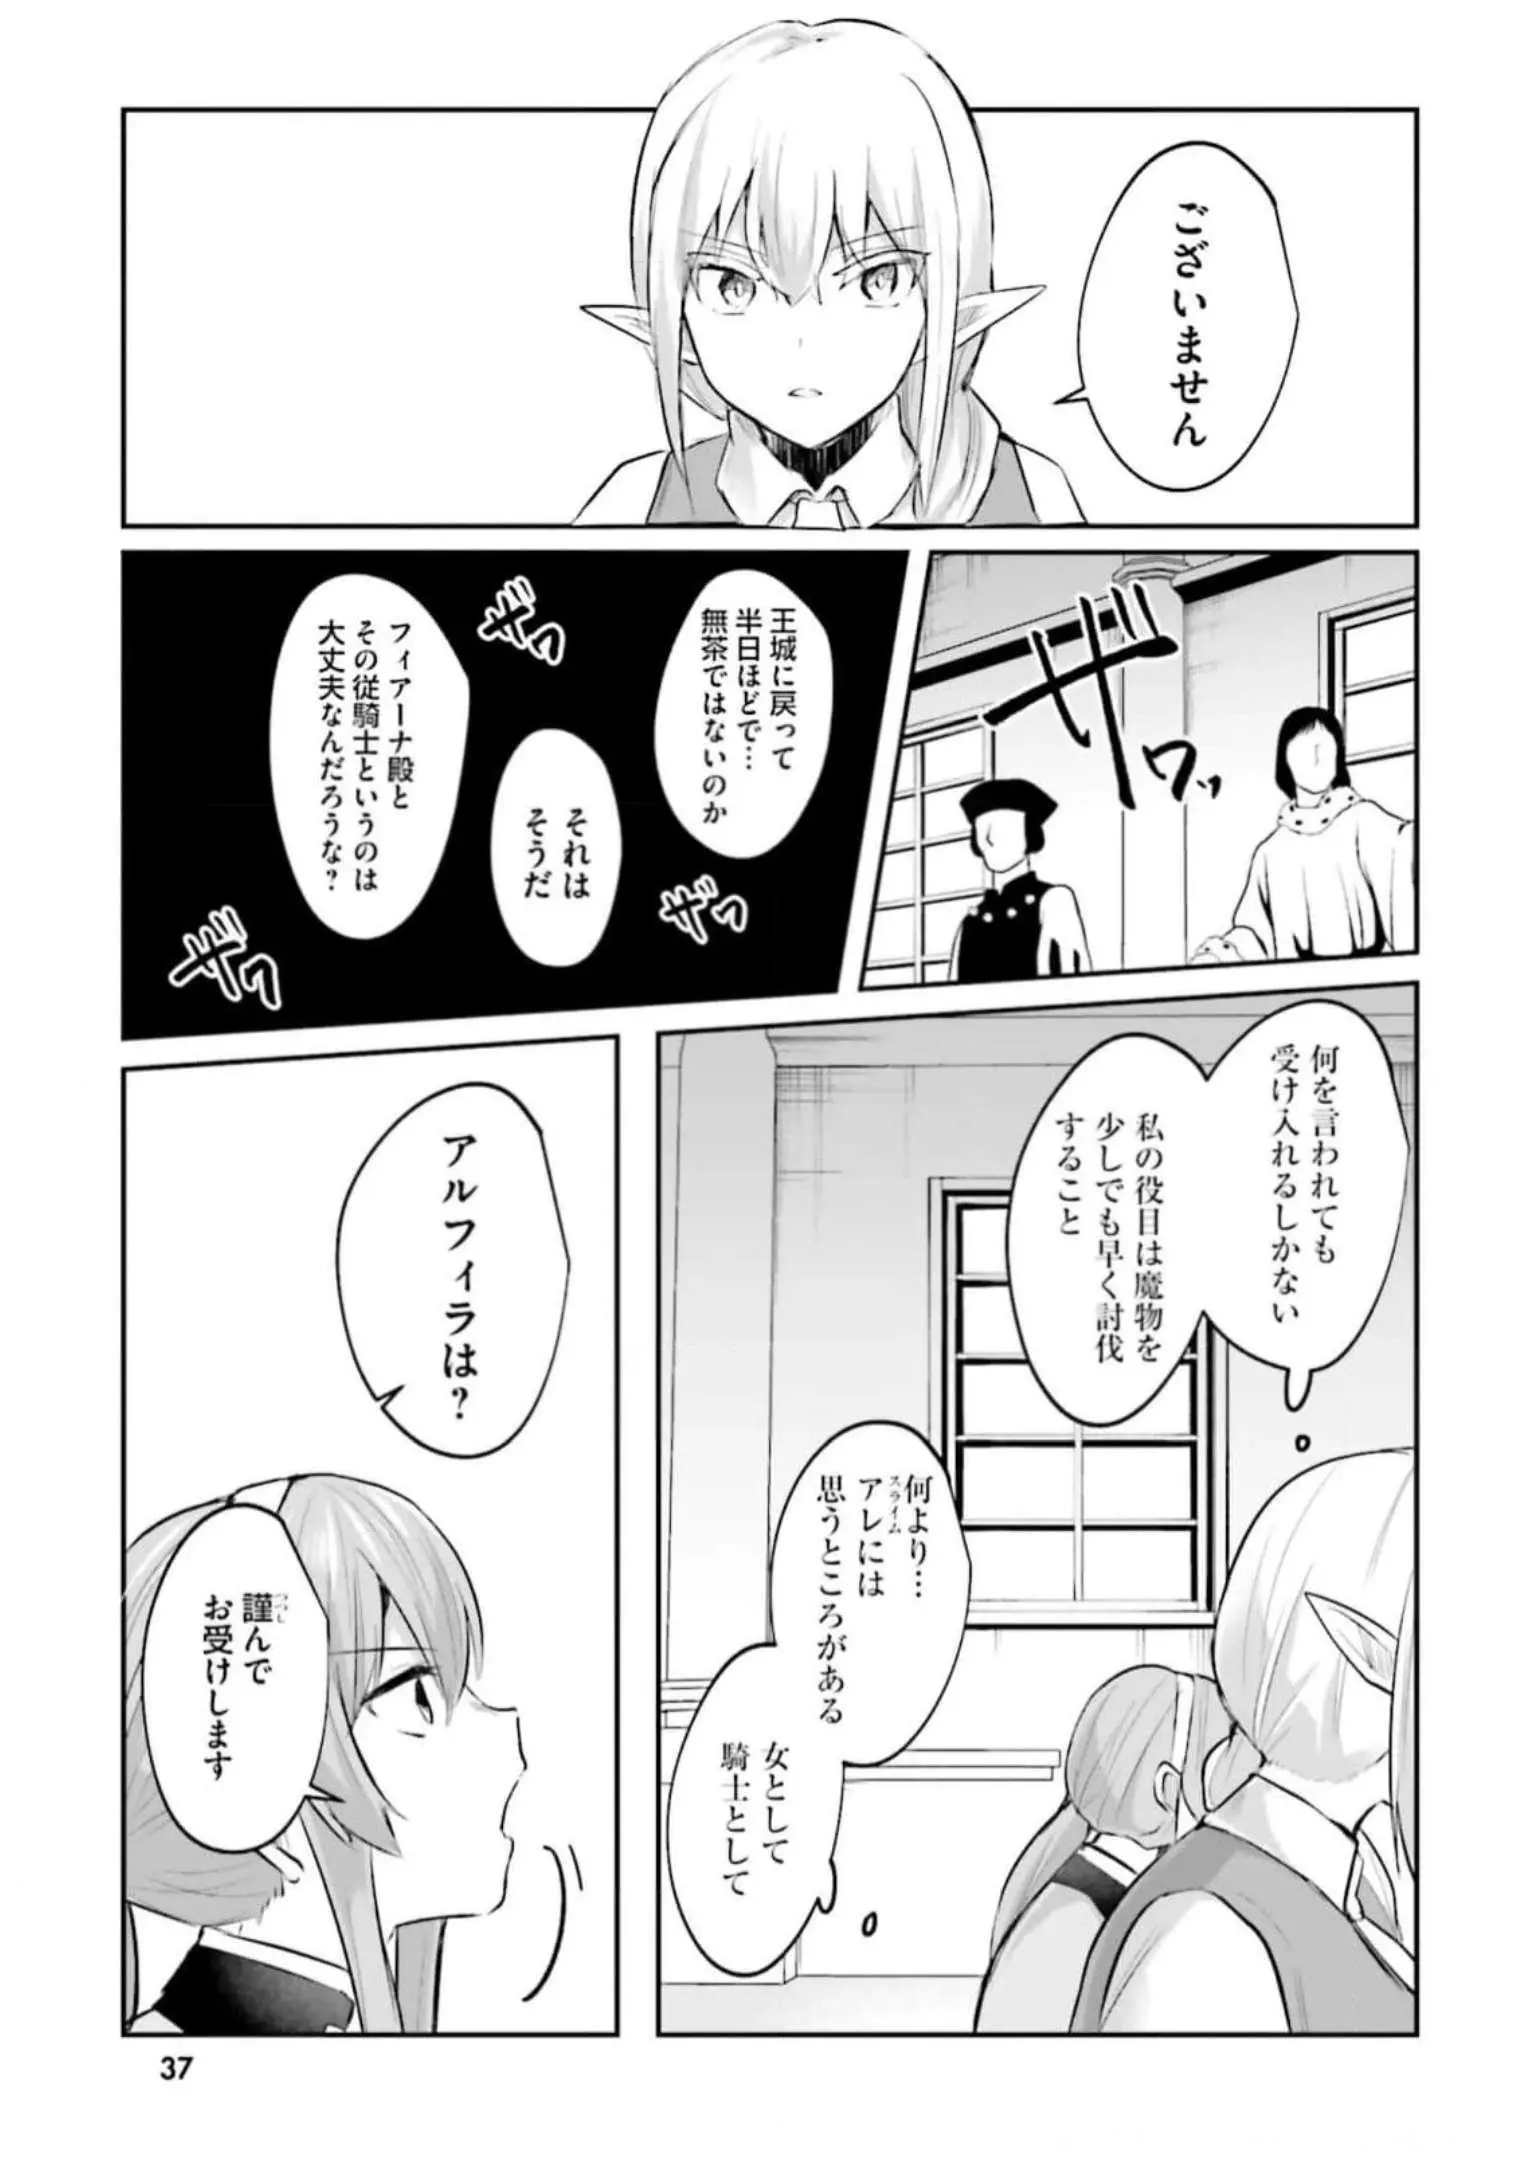 ございません
ザワッ
王城に戻って
半日ほどで…
無茶ではないのか
ザワッ
それは
そうだ
ザワッ
フィアーナ殿と
その従騎士というのは
大丈夫なんだろうな?
ザワッ
何を言われても
受け入れるしかない
私の役目は魔物を
少しでも早く討伐
すること
何より…
アレには
スライム
思うところがある
女として
騎士として
アルフィラは?
謹んで
つつし
お受けします
37